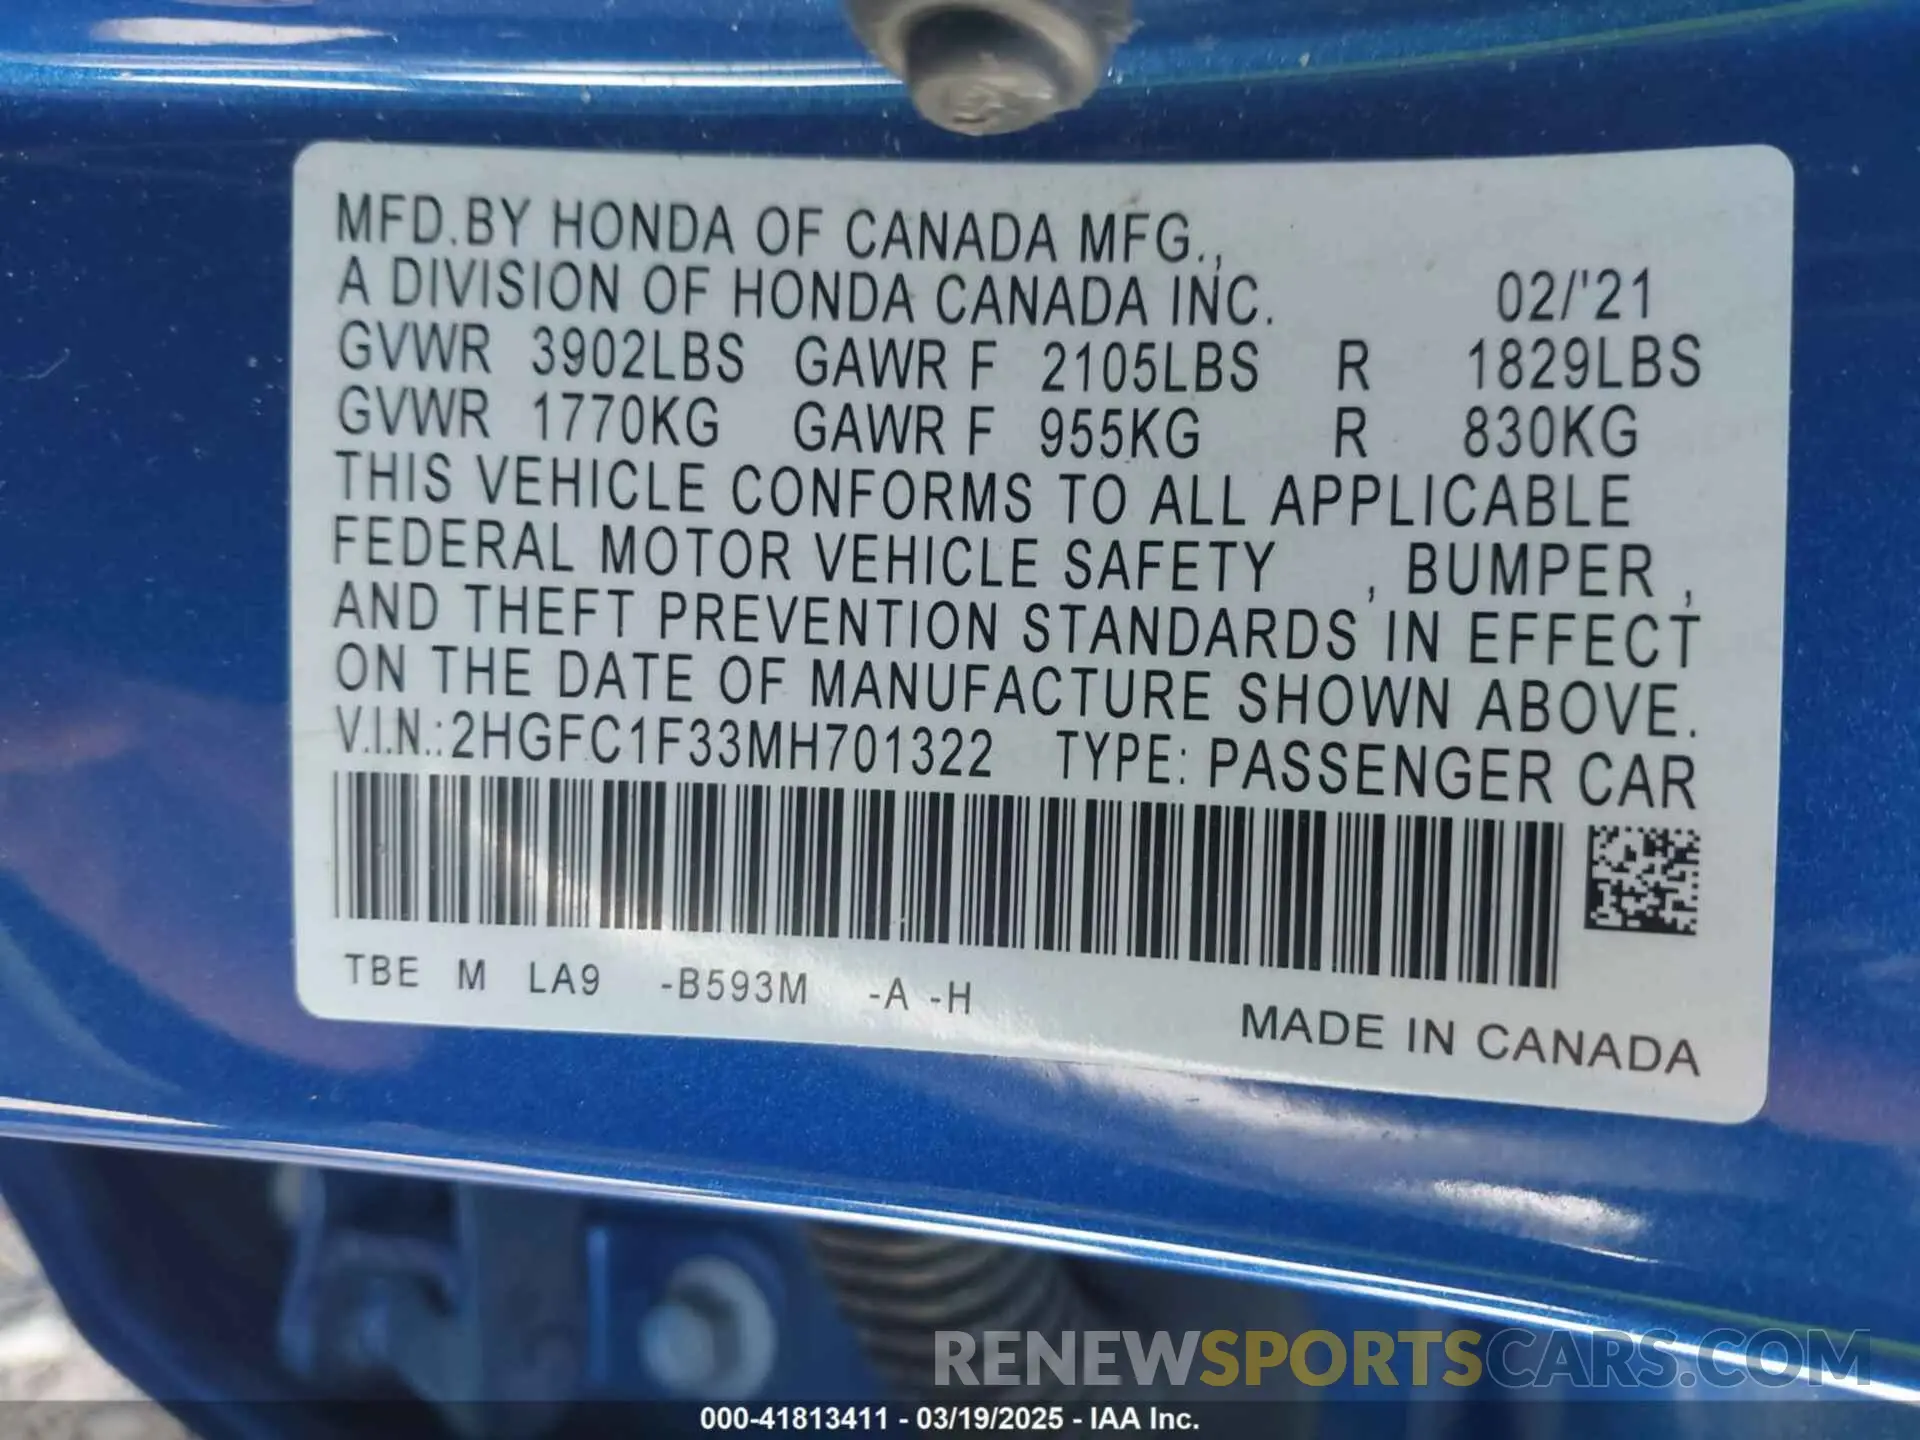 MFD.BY HONDA OF CANADA MFG.,
A DIVISION OF HONDA CANADA INC. 02/'21
GVWR 3902LBS GAWR F 2105LBS R 1829LBS
GVWR 1770KG GAWR F 955KG R 830KG
THIS VEHICLE CONFORMS TO ALL APPLICABLE
FEDERAL MOTOR VEHICLE SAFETY , BUMPER ,
AND THEFT PREVENTION STANDARDS IN EFFECT
ON THE DATE OF MANUFACTURE SHOWN ABOVE.
V.I.N.:2HGFC1F33MH701322 TYPE: PASSENGER CAR
TBE M LA9 -B593M -A -H
MADE IN CANADA
RENEWSPORTSCARS.COM
000-41813411 - 03/19/2025 - IAA Inc.